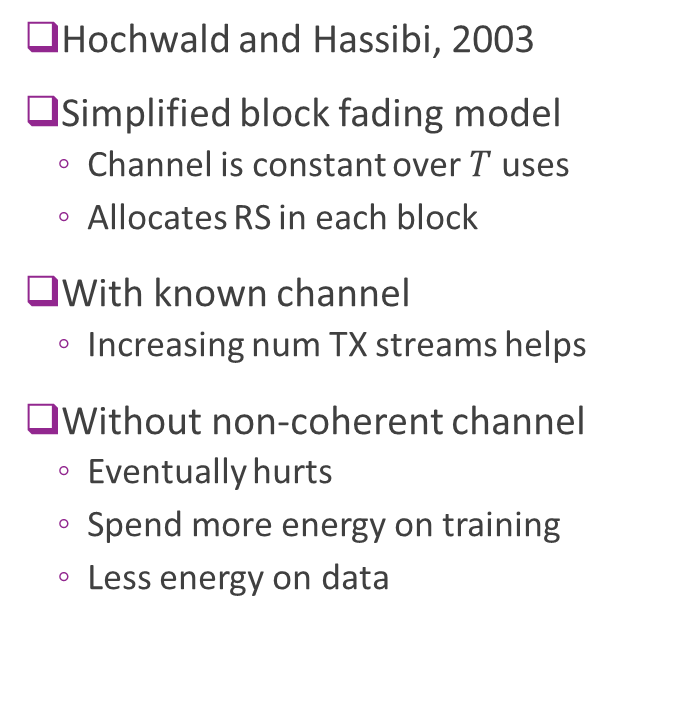 Hochwald and Hassibi, 2003
Simplified block fading model
Channel is constant over T uses
Allocates RS in each block
With known channel
Increasing num TX streams helps
Without non-coherent channel
Eventually hurts
Spend more energy on training
Less energy on data